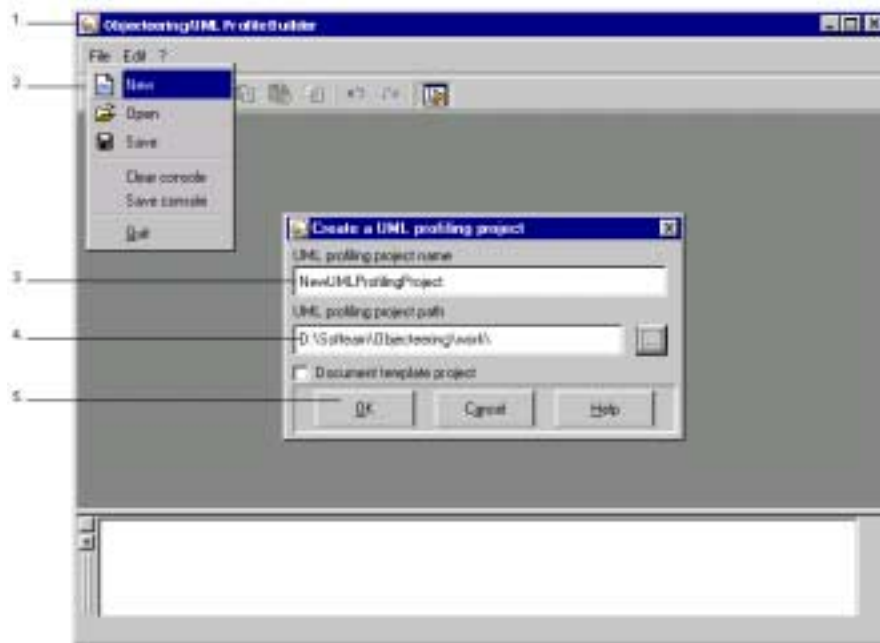 1.
Objecteering/UML ProfileBuilder
File Edit ?
2.
New
Open
Save
Clear console
Save console
Quit
Create a UML profiling project
UML profiling project name
3.
NewUMLProfilingProject
UML profiling project path
4.
D:\Softeam\Objecteering\work\
...
Document template project
5.
OK
Cancel
Help